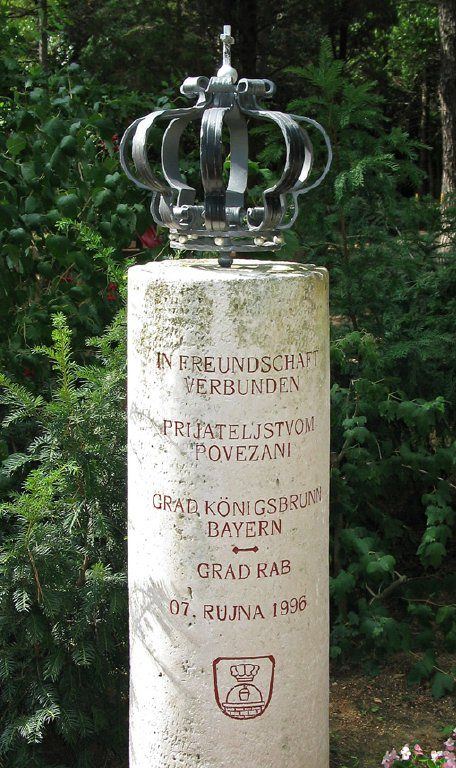 IN FREUNDSCHAFT
VERBUNDEN
PRIJATELJSTVOM
POVEZANI
GRAD KÖNIGSBRUNN
BAYERN
GRAD RAB
07. RUJNA 1996